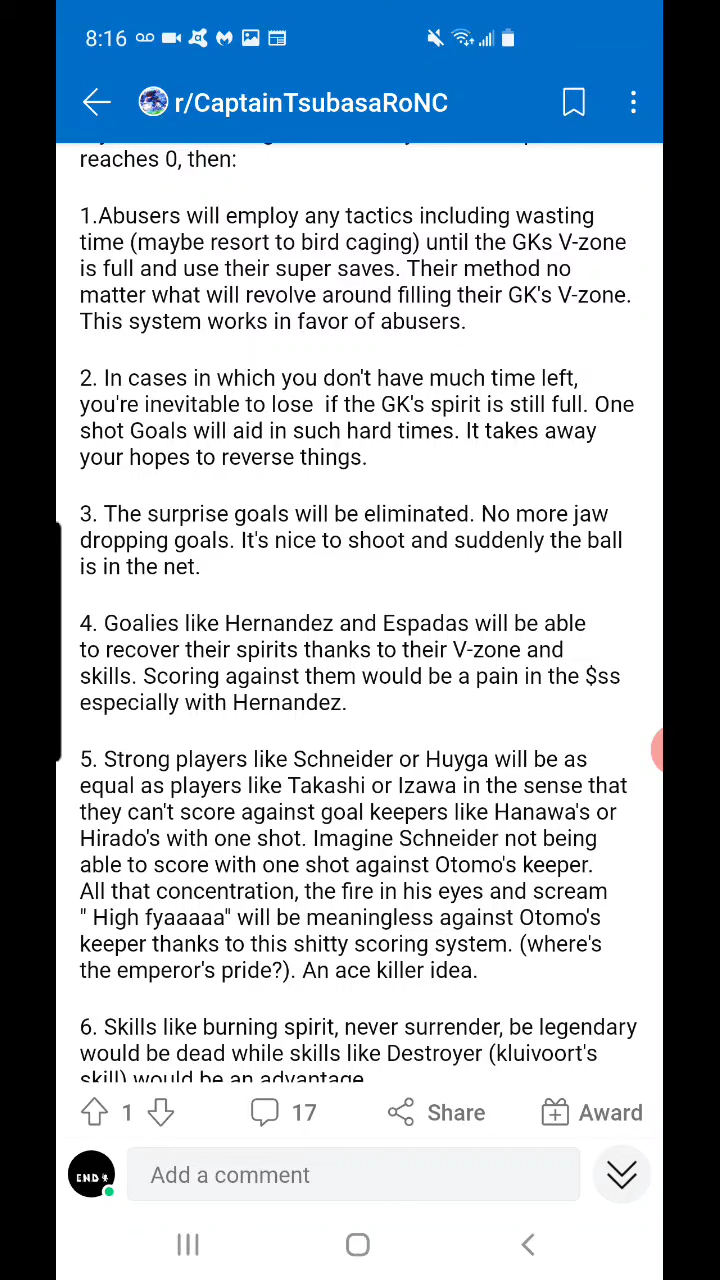 8:16
r/CaptainTsubasaRoNC
reaches 0, then:
1.Abusers will employ any tactics including wasting
time (maybe resort to bird caging) until the GKs V-zone
is full and use their super saves. Their method no
matter what will revolve around filling their GK's V-zone.
This system works in favor of abusers.
2. In cases in which you don't have much time left,
you're inevitable to lose  if the GK's spirit is still full. One
shot Goals will aid in such hard times. It takes away
your hopes to reverse things.
3. The surprise goals will be eliminated. No more jaw
dropping goals. It's nice to shoot and suddenly the ball
is in the net.
4. Goalies like Hernandez and Espadas will be able
to recover their spirits thanks to their V-zone and
skills. Scoring against them would be a pain in the $ss
especially with Hernandez.
5. Strong players like Schneider or Huyga will be as
equal as players like Takashi or Izawa in the sense that
they can't score against goal keepers like Hanawa's or
Hirado's with one shot. Imagine Schneider not being
able to score with one shot against Otomo's keeper.
All that concentration, the fire in his eyes and scream
" High fyaaaaa" will be meaningless against Otomo's
keeper thanks to this shitty scoring system. (where's
the emperor's pride?). An ace killer idea.
6. Skills like burning spirit, never surrender, be legendary
would be dead while skills like Destroyer (kluivoort's
skill) would be an advantage
1
17
Share
Award
END
Add a comment